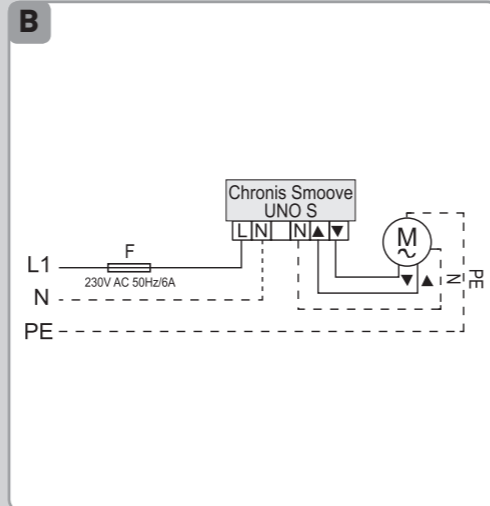 B
Chronis Smoove
UNO S
L N N ▲ ▼
F
L1
230V AC 50Hz/6A
N
PE
M
~
▼ ▲
N
PE